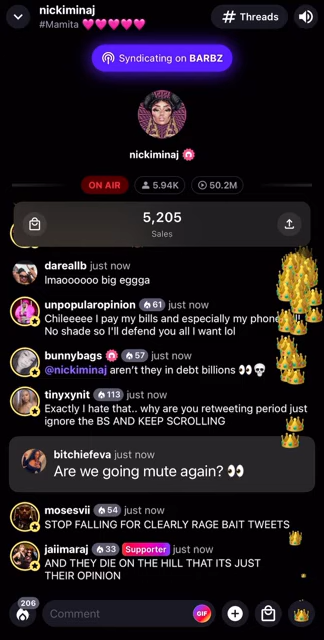 nickiminaj
#Mamita 💗💗💗💗💗
# Threads
Syndicating on BARBZ
nickiminaj
ON AIR
5.94K
50.2M
5,205
Sales
dareallb just now
lmaoooooo big eggga
unpopularopinion 61 just now
Chileeeee I pay my bills and especially my phone
No shade so I'll defend you all I want lol
bunnybags 57 just now
@nickiminaj aren't they in debt billions 👀💀
tinyxynit 113 just now
Exactly I hate that.. why are you retweeting period just
ignore the BS AND KEEP SCROLLING
bitchiefeva just now
Are we going mute again? 👀
mosesvii 54 just now
STOP FALLING FOR CLEARLY RAGE BAIT TWEETS
jaiimaraj 33 Supporter just now
AND THEY DIE ON THE HILL THAT ITS JUST
THEIR OPINION
206
Comment
GIF